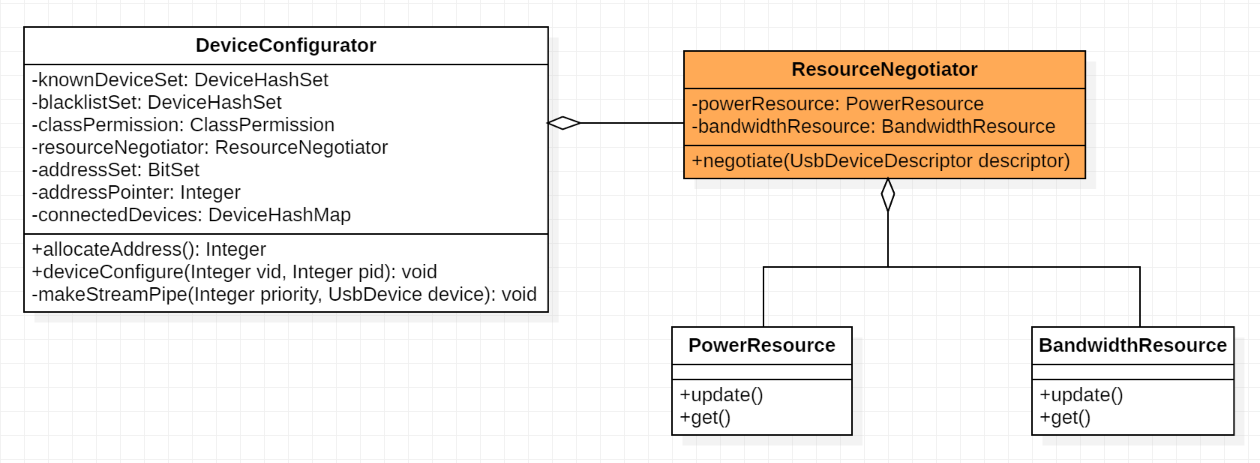 DeviceConfigurator
-knownDeviceSet: DeviceHashSet
-blacklistSet: DeviceHashSet
-classPermission: ClassPermission
-resourceNegotiator: ResourceNegotiator
-addressSet: BitSet
-addressPointer: Integer
-connectedDevices: DeviceHashMap
+allocateAddress(): Integer
+deviceConfigure(Integer vid, Integer pid): void
-makeStreamPipe(Integer priority, UsbDevice device): void
ResourceNegotiator
-powerResource: PowerResource
-bandwidthResource: BandwidthResource
+negotiate(UsbDeviceDescriptor descriptor)
PowerResource
+update()
+get()
BandwidthResource
+update()
+get()